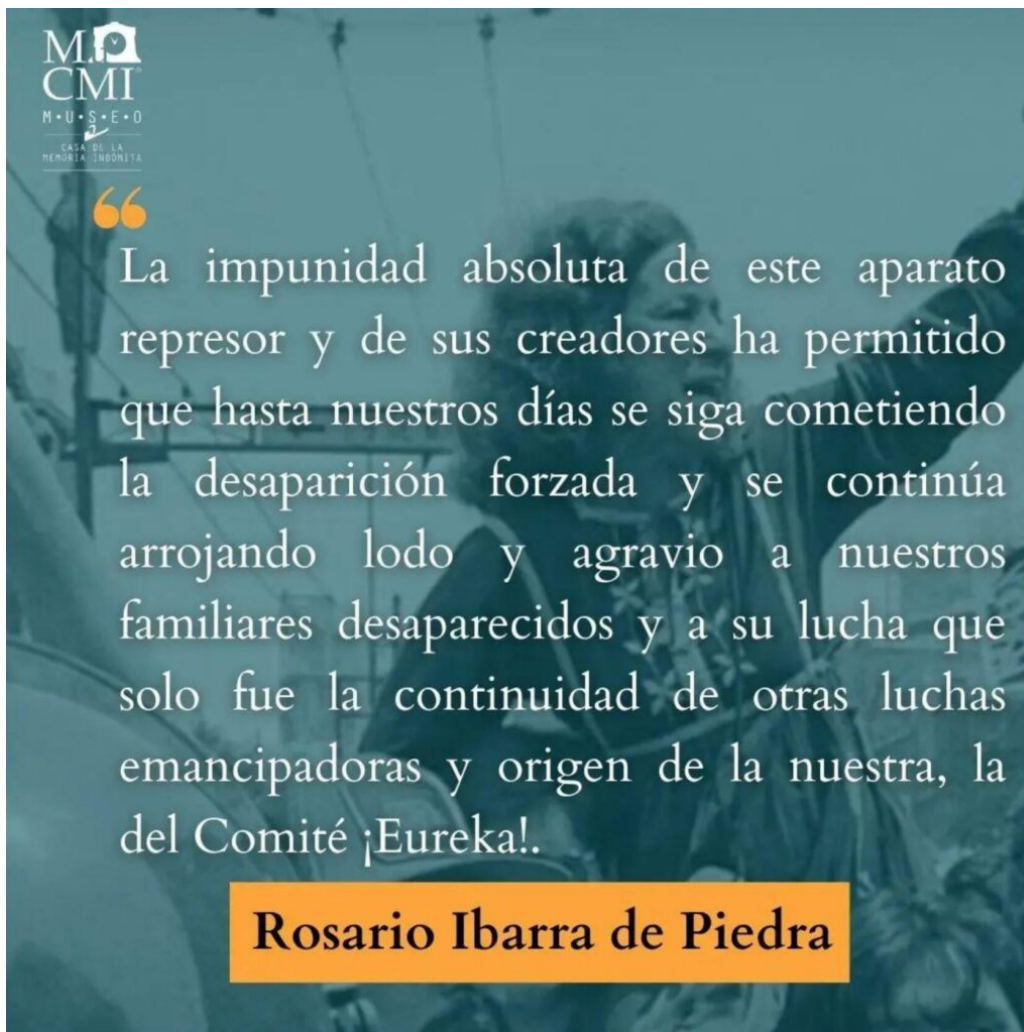 M
CMI
M·U·S·E·O
CASA DE LA
MEMORIA INDÓMITA
“
La impunidad absoluta de este aparato
represor y de sus creadores ha permitido
que hasta nuestros días se siga cometiendo
la desaparición forzada y se continúa
arrojando lodo y agravio a nuestros
familiares desaparecidos y a su lucha que
solo fue la continuidad de otras luchas
emancipadoras y origen de la nuestra, la
del Comité ¡Eureka!.
Rosario Ibarra de Piedra